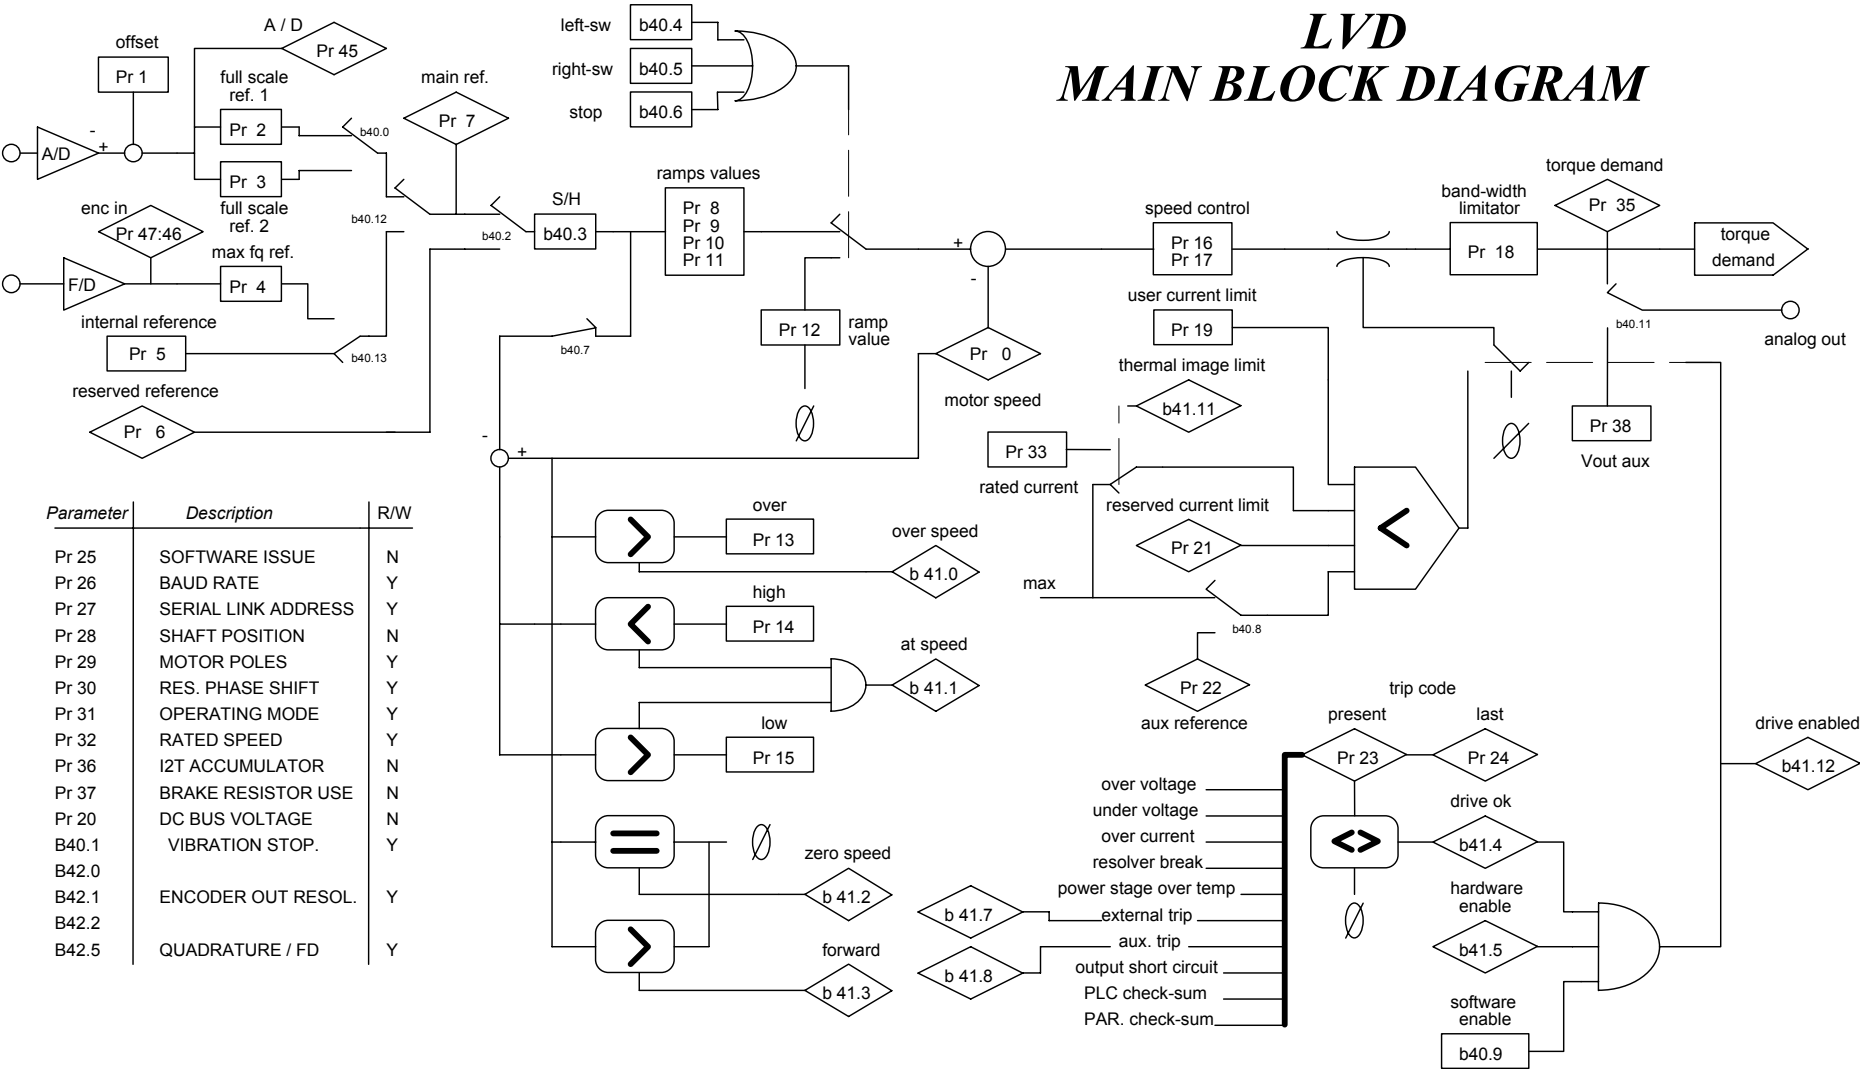 LVD
MAIN BLOCK DIAGRAM
A / D
Pr 45
offset
Pr 1
full scale
ref. 1
Pr 2
b40.0
main ref.
Pr 7
left-sw
b40.4
right-sw
b40.5
stop
b40.6
-
A/D
+
Pr 3
full scale
ref. 2
enc in
Pr 47:46
b40.12
max fq ref.
F/D
Pr 4
internal reference
Pr 5
b40.13
reserved reference
Pr 6
b40.2
S/H
b40.3
ramps values
Pr 8
Pr 9
Pr 10
Pr 11
b40.7
Pr 12
ramp
value
+
-
Pr 0
motor speed
speed control
Pr 16
Pr 17
band-width
limitator
Pr 18
torque demand
Pr 35
torque
demand
b40.11
analog out
Pr 38
Vout aux
user current limit
Pr 19
thermal image limit
b41.11
Pr 33
rated current
reserved current limit
Pr 21
max
b40.8
Pr 22
aux reference
<
-
+
>
over
Pr 13
over speed
b 41.0
<
high
Pr 14
at speed
b 41.1
>
low
Pr 15
=
zero speed
b 41.2
>
forward
b 41.3
Parameter Description R/W
Pr 25 SOFTWARE ISSUE N
Pr 26 BAUD RATE Y
Pr 27 SERIAL LINK ADDRESS Y
Pr 28 SHAFT POSITION N
Pr 29 MOTOR POLES Y
Pr 30 RES. PHASE SHIFT Y
Pr 31 OPERATING MODE Y
Pr 32 RATED SPEED Y
Pr 36 I2T ACCUMULATOR N
Pr 37 BRAKE RESISTOR USE N
Pr 20 DC BUS VOLTAGE N
B40.1 VIBRATION STOP. Y
B42.0
B42.1 ENCODER OUT RESOL. Y
B42.2
B42.5 QUADRATURE / FD Y
trip code
present
Pr 23
last
Pr 24
over voltage
under voltage
over current
resolver break
power stage over temp
b 41.7
external trip
b 41.8
aux. trip
output short circuit
PLC check-sum
PAR. check-sum
<>
drive ok
b41.4
hardware
enable
b41.5
software
enable
b40.9
drive enabled
b41.12